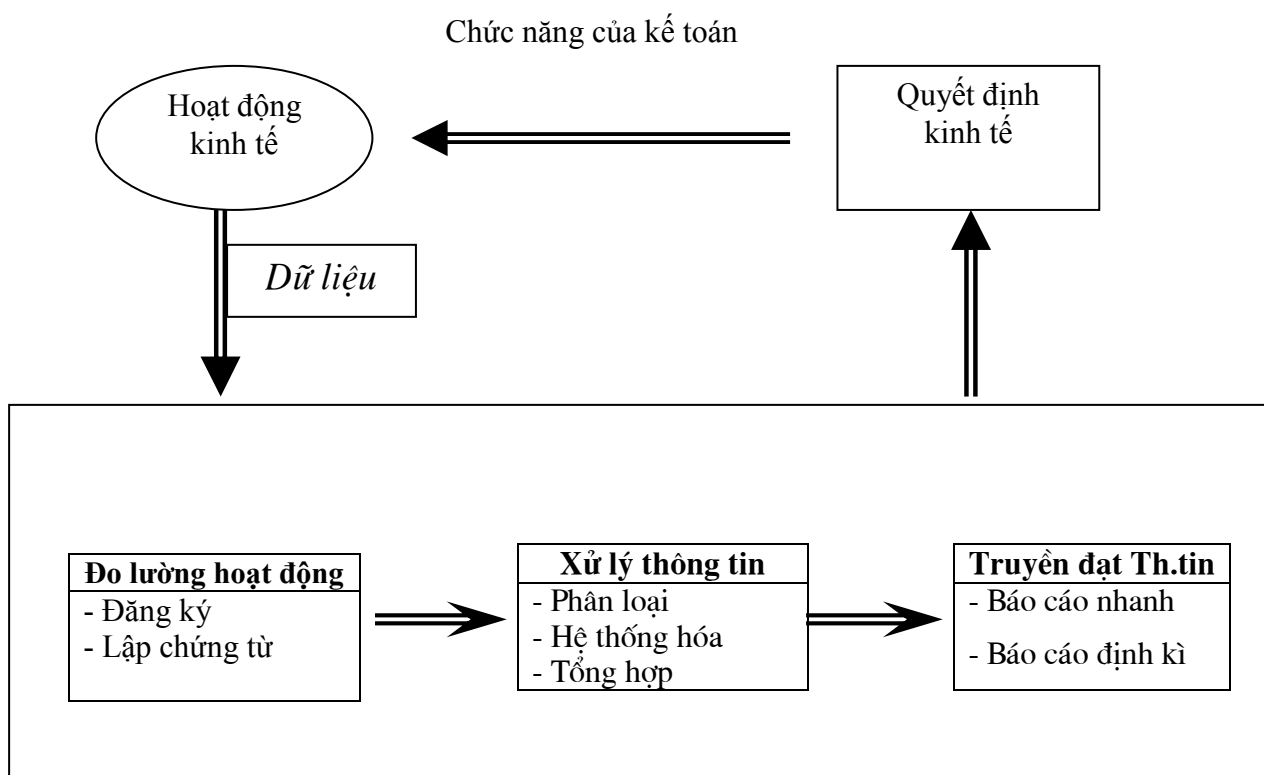 Chức năng của kế toán
Hoạt động
kinh tế
Quyết định
kinh tế
Dữ liệu
Đo lường hoạt động
- Đăng ký
- Lập chứng từ
Xử lý thông tin
- Phân loại
- Hệ thống hóa
- Tổng hợp
Truyền đạt Th.tin
- Báo cáo nhanh
- Báo cáo định kì